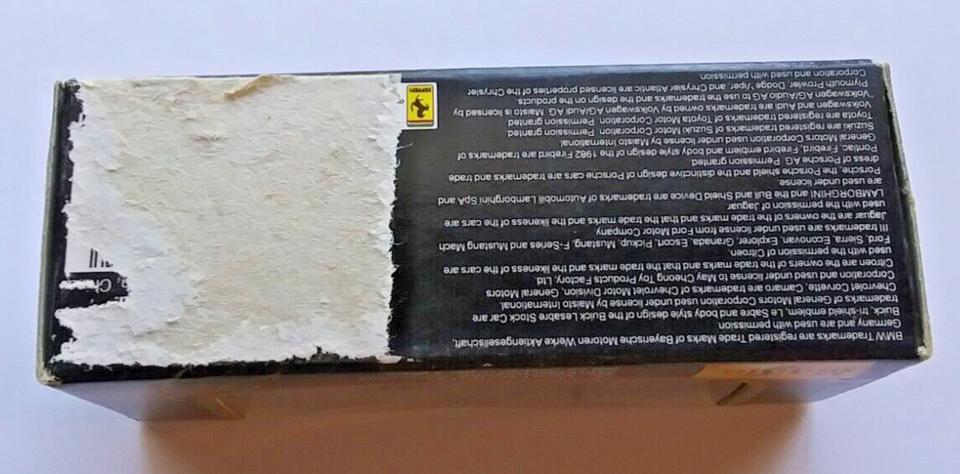 BMW Trademarks are registered Trade Marks of Bayerische Motoren Werke Aktiengesellschaft,
Germany and are used with permission.
Buick, tri-shield emblem, Le Sabre and body style design of the Buick Lesabre Stock Car are
trademarks of General Motors Corporation used under license by Maisto International.
Chevrolet Corvette, Camaro are trademarks of Chevrolet Motor Division, General Motors
Corporation and used under license to May Cheong Toy Products Factory, Ltd.
Citroen are the owners of the trade marks and that the trade marks and the likeness of the cars are
used with the permission of Citroen.
Ford, Sierra, Econovan, Explorer, Granada, Escort, Pickup, Mustang, F-Series and Mustang Mach
III trademarks are used under license from Ford Motor Company.
Jaguar are the owners of the trade marks and that the trade marks and the likeness of the cars are
used with the permission of Jaguar
LAMBORGHINI and the Bull and Shield Device are trademarks of Automobili Lamborghini SpA and
are used under license.
Porsche, the Porsche shield and the distinctive design of Porsche cars are trademarks and trade
dress of Porsche AG. Permission granted.
Pontiac, Firebird, Firebird emblem and body style design of the 1982 Firebird are trademarks of
General Motors Corporation used under license by Maisto International.
Suzuki are registered trademarks of Suzuki Motor Corporation. Permission granted.
Toyota are registered trademarks of Toyota Motor Corporation. Permission granted.
Volkswagen and Audi are trademarks owned by Volkswagen AG/Audi AG. Maisto is licensed by
Volkswagen AG/Audi AG to use the trademarks and the design on the products.
Plymouth Prowler, Dodge Viper, and Chrysler Atlantic are licensed properties of the Chrysler
Corporation and used with permission.
Ch